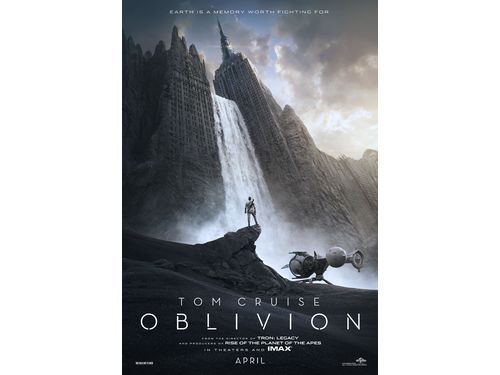 EARTH IS A MEMORY WORTH FIGHTING FOR
TOM CRUISE
OBLIVION
FROM THE DIRECTOR OF TRON: LEGACY
AND PRODUCERS OF RISE OF THE PLANET OF THE APES
IN THEATERS AND IMAX
APRIL